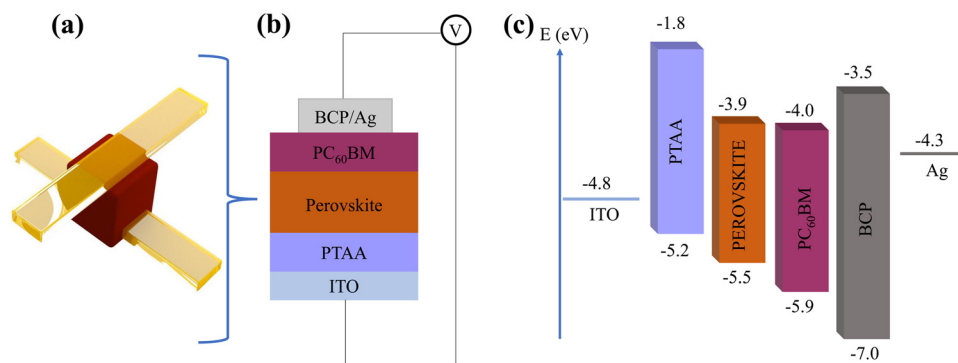 (a)
(b)
V
BCP/Ag
PC₆₀BM
Perovskite
PTAA
ITO
(c)
E (eV)
-4.8
ITO
-1.8
PTAA
-5.2
-3.9
PEROVSKITE
-5.5
-4.0
PC₆₀BM
-5.9
-3.5
BCP
-7.0
-4.3
Ag